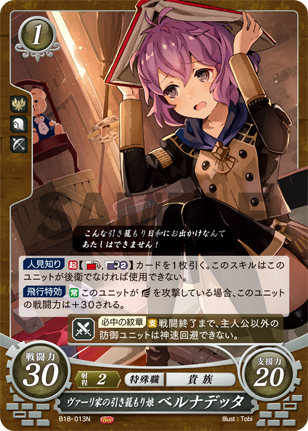 1
こんな引き籠もり日和にお出かけなんて
あたしはできません！
人見知り 起【 、 2】カードを1枚引く。このスキルはこの
ユニットが後衛でなければ使用できない。
飛行特効 常 このユニットが を攻撃している場合、このユニット
の戦闘力は＋30される。
必中の紋章 支 戦闘終了まで、主人公以外の
防御ユニットは神速回避できない。
戦闘力
30
射程 2
特殊職 貴族
支援力
20
ヴァーリ家の引き籠もり娘 ベルナデッタ
B18-013N
Illust：Tobi